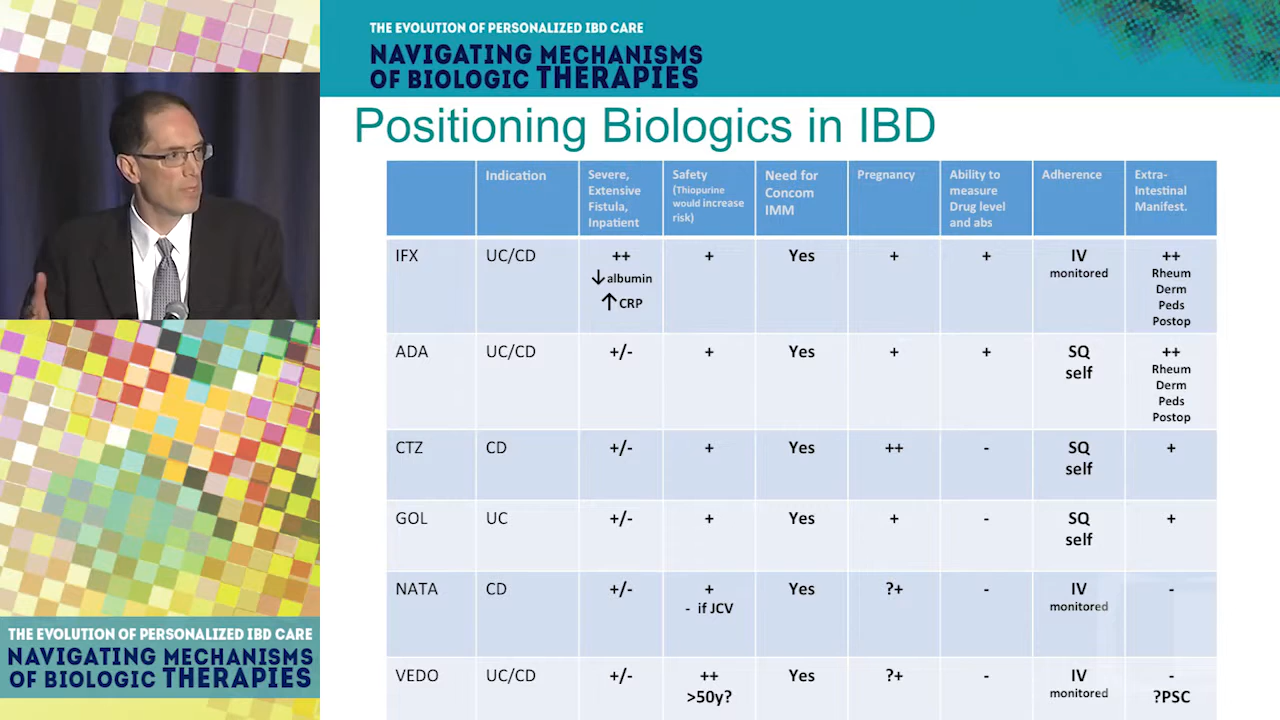 THE EVOLUTION OF PERSONALIZED IBD CARE
NAVIGATING MECHANISMS
OF BIOLOGIC THERAPIES
Positioning Biologics in IBD
Indication
Severe,
Extensive
Fistula,
Inpatient
Safety
(Thiopurine
would increase
risk)
Need for
Concom
IMM
Pregnancy
Ability to
measure
Drug level
and abs
Adherence
Extra-
Intestinal
Manifest.
IFX
UC/CD
++
↓albumin
↑CRP
+
Yes
+
+
IV
monitored
++
Rheum
Derm
Peds
Postop
ADA
UC/CD
+/-
+
Yes
+
+
SQ
self
++
Rheum
Derm
Peds
Postop
CTZ
CD
+/-
+
Yes
++
-
SQ
self
+
GOL
UC
+/-
+
Yes
+
-
SQ
self
+
NATA
CD
+/-
+
- if JCV
Yes
?+
-
IV
monitored
-
VEDO
UC/CD
+/-
++
>50y?
Yes
?+
-
IV
monitored
-
?PSC
THE EVOLUTION OF PERSONALIZED IBD CARE
NAVIGATING MECHANISMS
OF BIOLOGIC THERAPIES